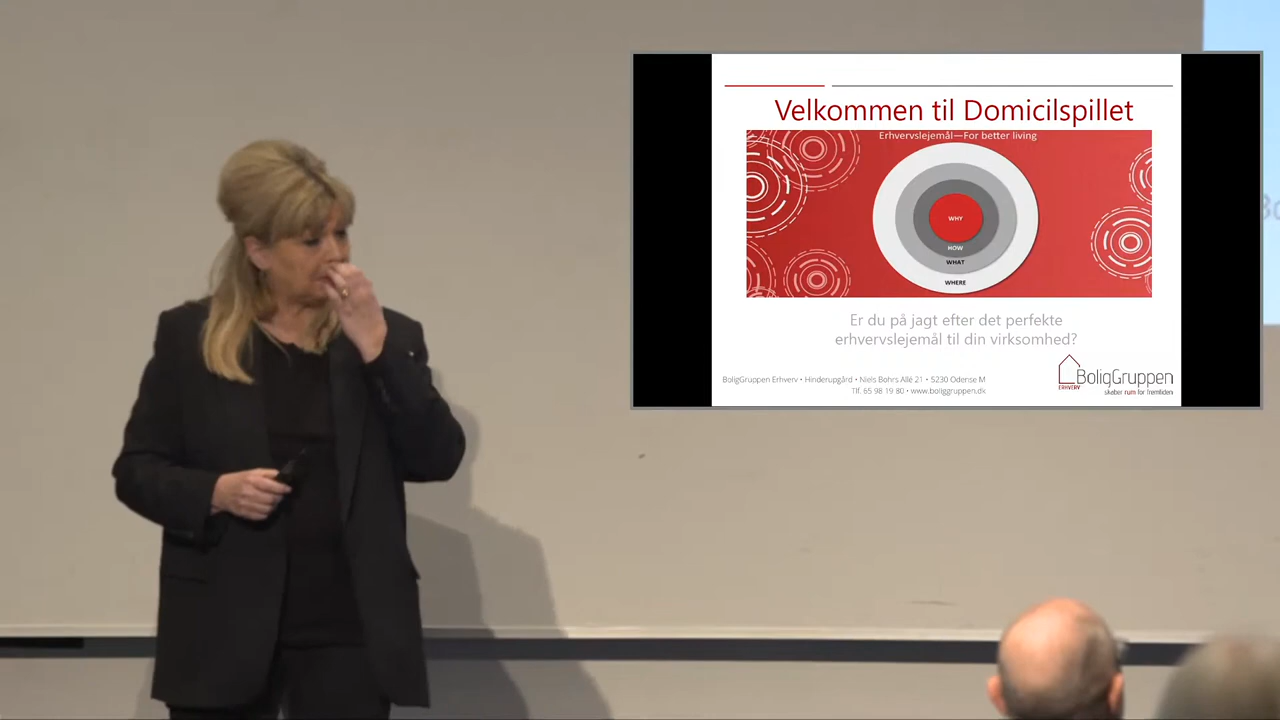 Velkommen til Domicilspillet
Erhvervslejemål—For better living
WHY
HOW
WHAT
WHERE
Er du på jagt efter det perfekte
erhvervslejemål til din virksomhed?
BoligGruppen Erhverv • Hinderupgård • Niels Bohrs Allé 21 • 5230 Odense M
Tlf. 65 98 19 80 • www.boliggruppen.dk
BoligGruppen
ERHVERV
skaber rum for fremtiden